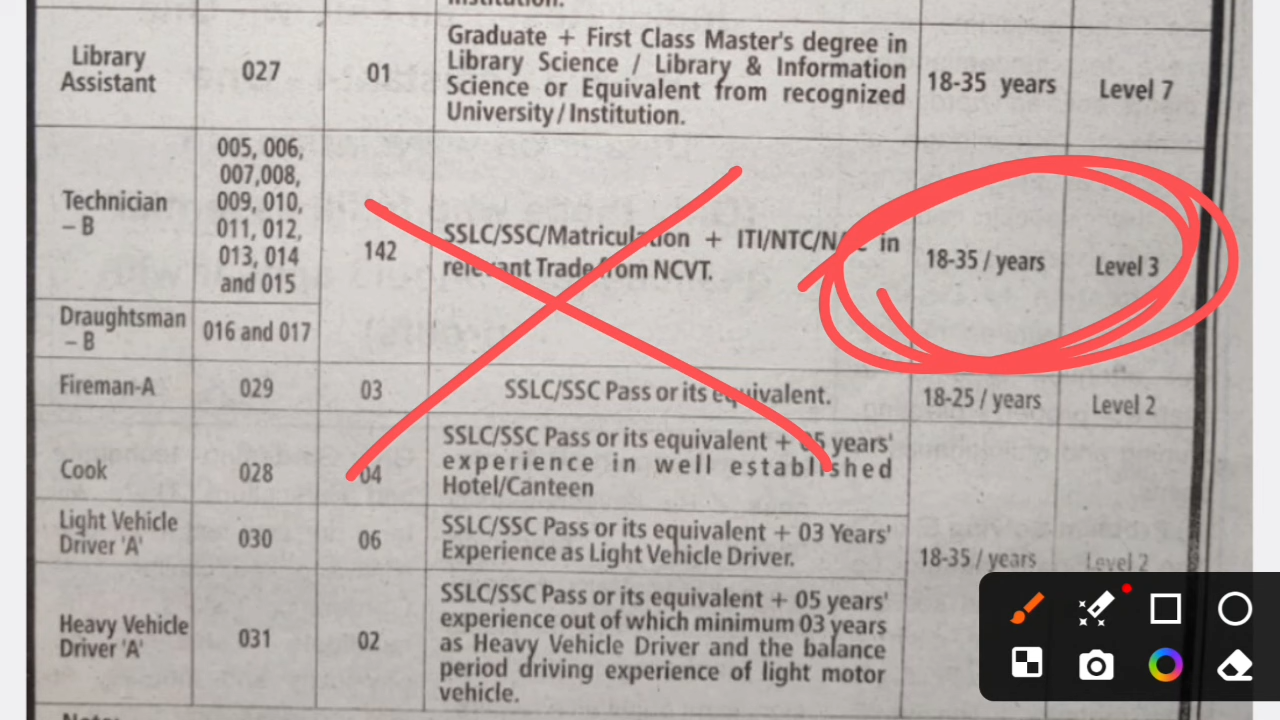 Institution.
Library
Assistant
027
01
Graduate + First Class Master's degree in
Library Science / Library & Information
Science or Equivalent from recognized
University / Institution.
18-35 years
Level 7
Technician
– B
005, 006,
007,008,
009, 010,
011, 012,
013, 014
and 015
142
SSLC/SSC/Matriculation + ITI/NTC/ in
relevant Trade from NCVT.
18-35 / years
Level 3
Draughtsman
– B
016 and 017
Fireman-A
029
03
SSLC/SSC Pass or its equivalent.
18-25 / years
Level 2
Cook
028
04
SSLC/SSC Pass or its equivalent + 05 years'
experience in well established
Hotel/Canteen
Light Vehicle
Driver 'A'
030
06
SSLC/SSC Pass or its equivalent + 03 Years'
Experience as Light Vehicle Driver.
18-35 / years
Level 2
Heavy Vehicle
Driver 'A'
031
02
SSLC/SSC Pass or its equivalent + 05 years'
experience out of which minimum 03 years
as Heavy Vehicle Driver and the balance
period driving experience of light motor
vehicle.